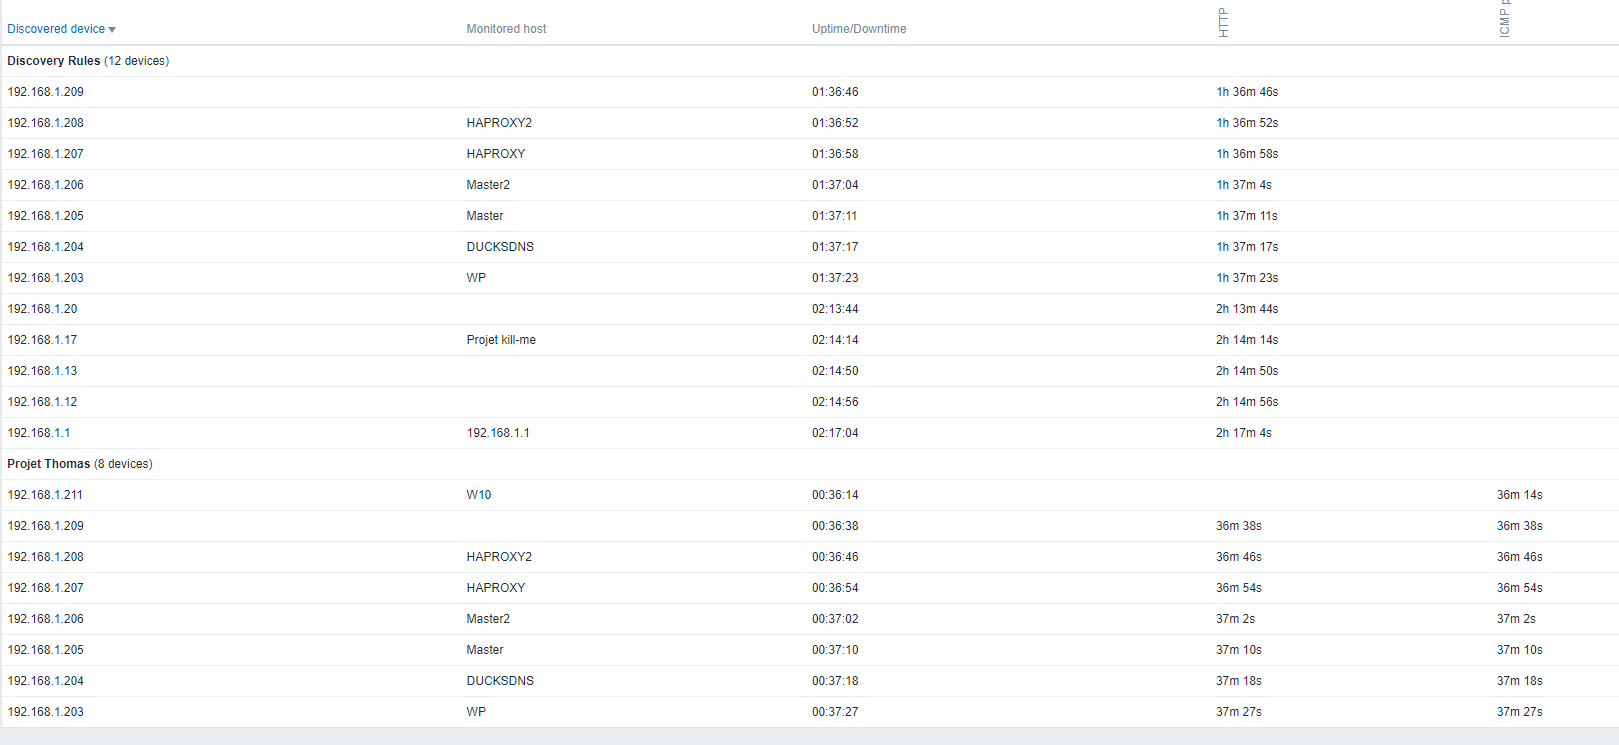 Discovered device Monitored host Uptime/Downtime HTTP ICMP
Discovery Rules (12 devices)
192.168.1.209 01:36:46 1h 36m 46s
192.168.1.208 HAPROXY2 01:36:52 1h 36m 52s
192.168.1.207 HAPROXY 01:36:58 1h 36m 58s
192.168.1.206 Master2 01:37:04 1h 37m 4s
192.168.1.205 Master 01:37:11 1h 37m 11s
192.168.1.204 DUCKSDNS 01:37:17 1h 37m 17s
192.168.1.203 WP 01:37:23 1h 37m 23s
192.168.1.20 02:13:44 2h 13m 44s
192.168.1.17 Projet kill-me 02:14:14 2h 14m 14s
192.168.1.13 02:14:50 2h 14m 50s
192.168.1.12 02:14:56 2h 14m 56s
192.168.1.1 192.168.1.1 02:17:04 2h 17m 4s
Projet Thomas (8 devices)
192.168.1.211 W10 00:36:14 36m 14s
192.168.1.209 00:36:38 36m 38s 36m 38s
192.168.1.208 HAPROXY2 00:36:46 36m 46s 36m 46s
192.168.1.207 HAPROXY 00:36:54 36m 54s 36m 54s
192.168.1.206 Master2 00:37:02 37m 2s 37m 2s
192.168.1.205 Master 00:37:10 37m 10s 37m 10s
192.168.1.204 DUCKSDNS 00:37:18 37m 18s 37m 18s
192.168.1.203 WP 00:37:27 37m 27s 37m 27s